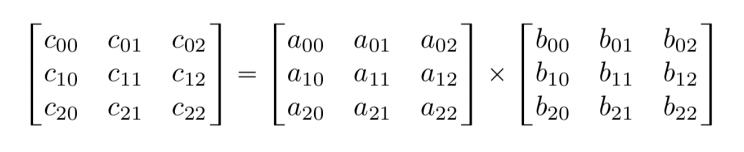 c00 c01 c02 a00 a01 a02 b00 b01 b02
c10 c11 c12 = a10 a11 a12 × b10 b11 b12
c20 c21 c22 a20 a21 a22 b20 b21 b22